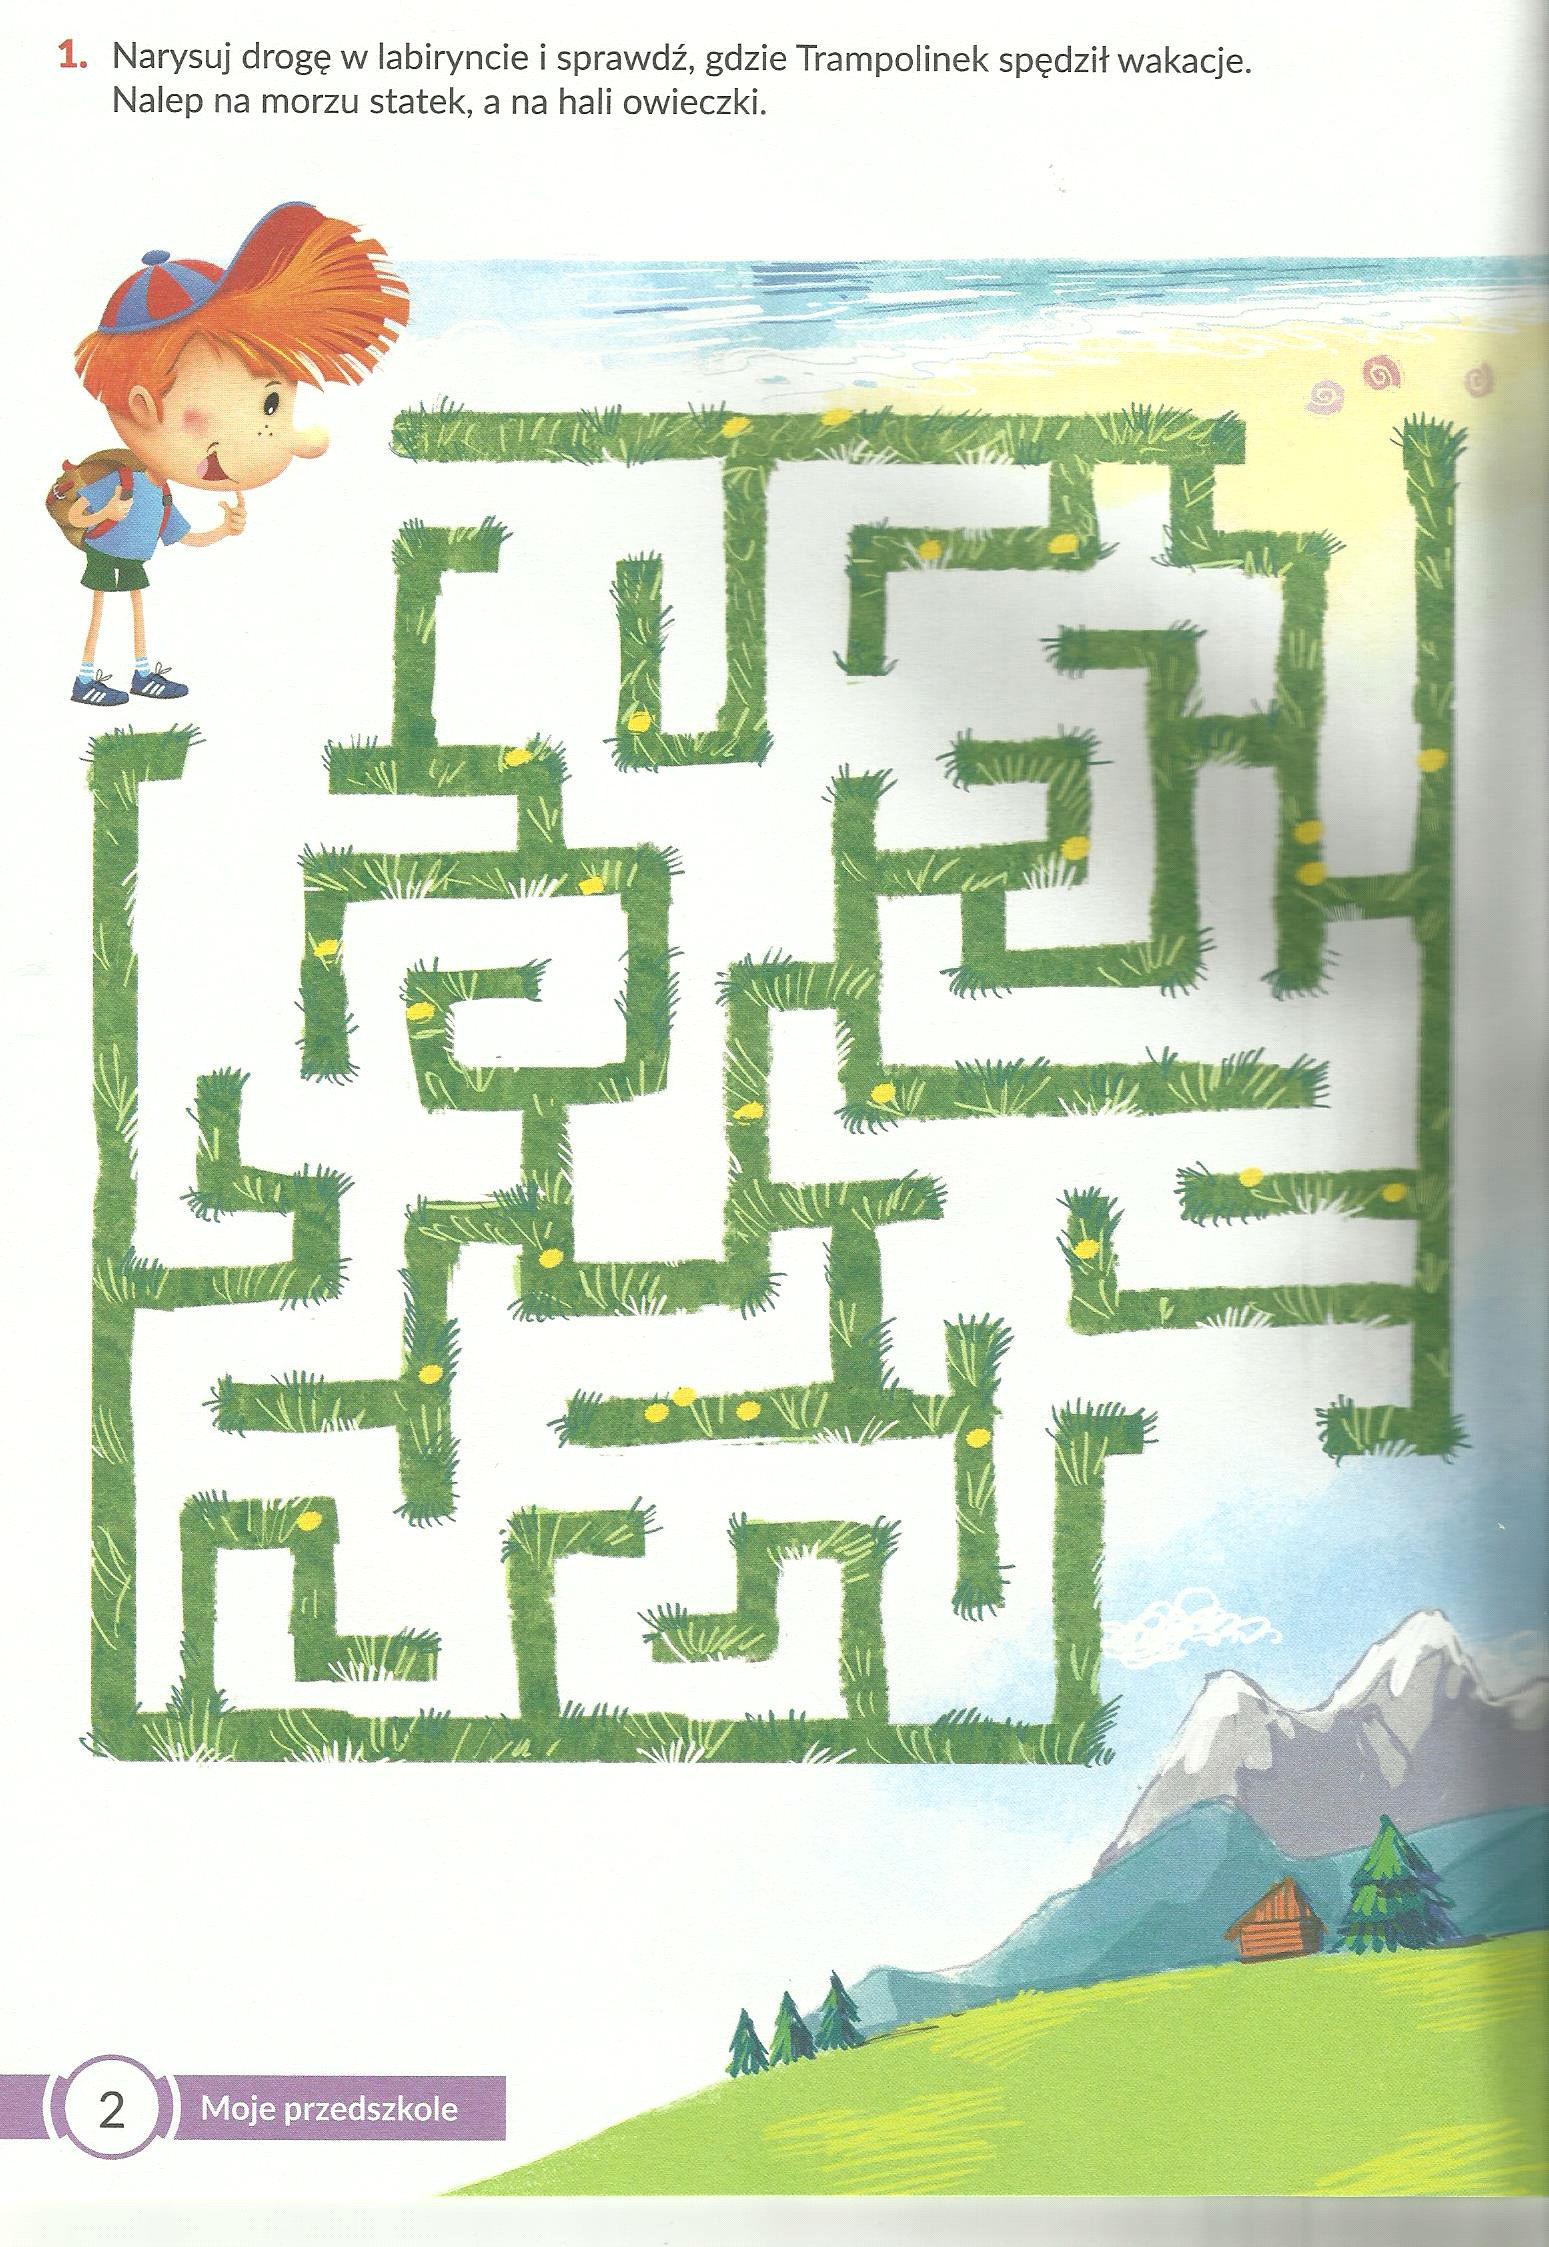 1. Narysuj drogę w labiryncie i sprawdź, gdzie Trampolinek spędził wakacje.
Nalep na morzu statek, a na hali owieczki.
2 Moje przedszkole